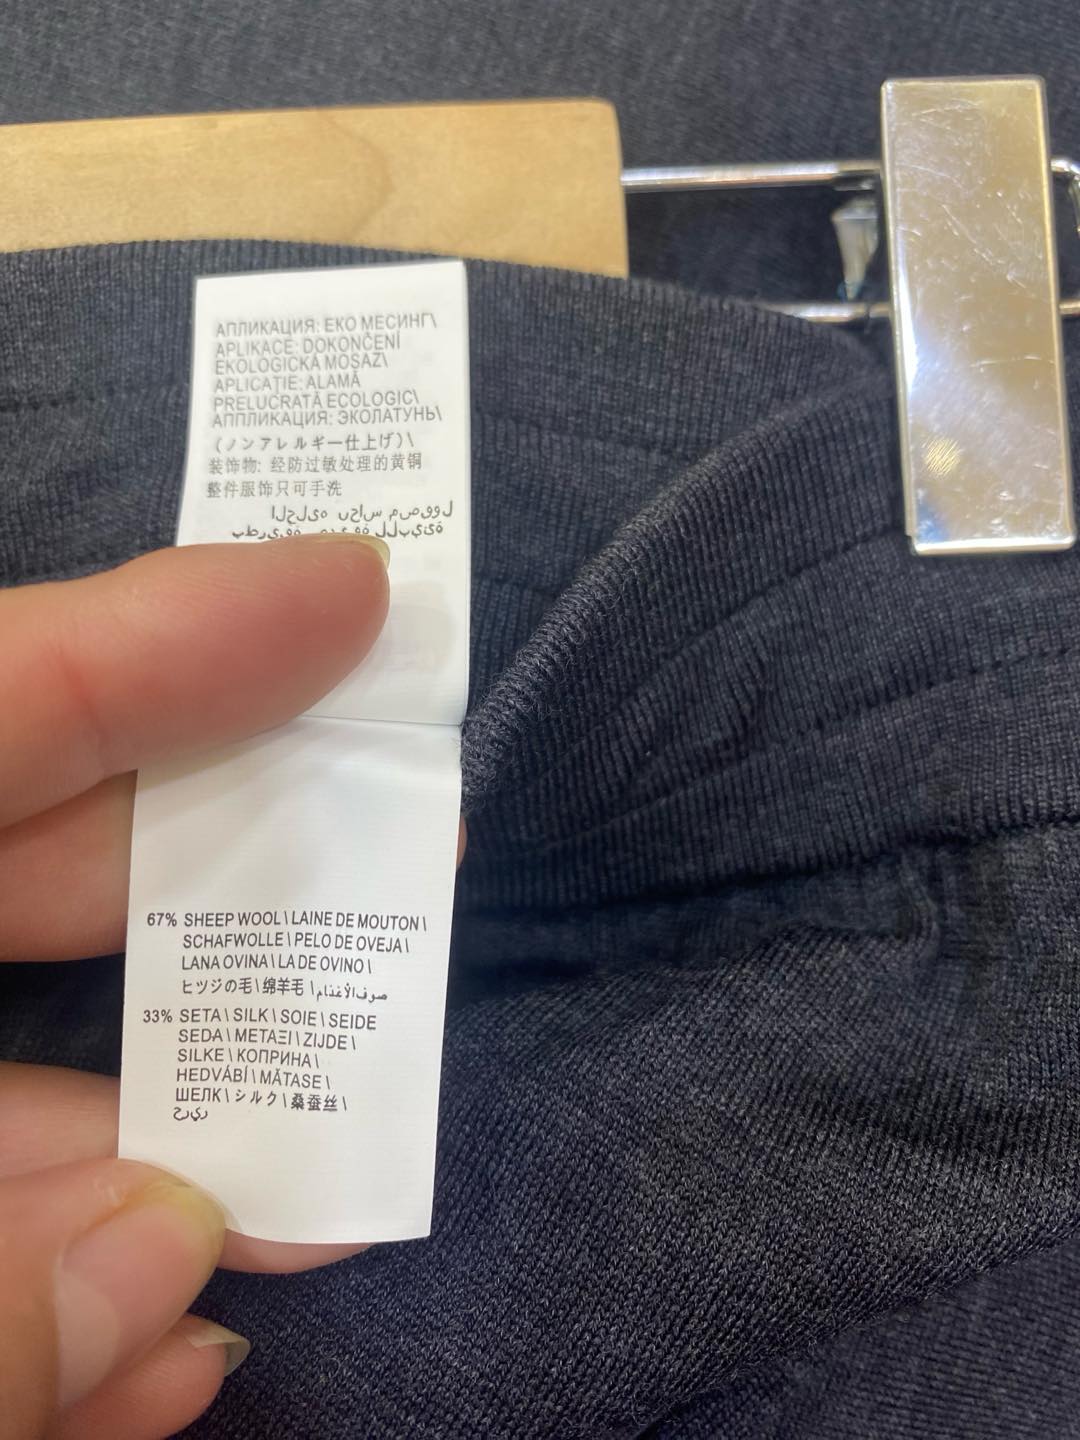 АПЛИКАЦИЯ: ЕКО МЕСИНГ\
APLIKACE: DOKONČENÍ
EKOLOGICKÁ MOSAZ\
APLICAȚIE: ALAMĂ
PRELUCRATĂ ECOLOGIC\
АППЛИКАЦИЯ: ЭКОЛАТУНЬ\
(ノンアレルギー仕上げ)\
装饰物: 经防过敏处理的黄铜
整件服饰只可手洗
الحليه نحاس مصقول
67% SHEEP WOOL \ LAINE DE MOUTON \
SCHAFWOLLE \ PELO DE OVEJA \
LANA OVINA \ LA DE OVINO \
ヒツジの毛 \ 绵羊毛 \ صوف الأغنام
33% SETA \ SILK \ SOIE \ SEIDE
SEDA \ ΜΕΤΑΞΙ \ ZIJDE \
SILKE \ КОПРИНА \
HEDVÁBÍ \ MĂTASE \
ШЕЛК \ シルク \ 桑蚕丝 \
حرير